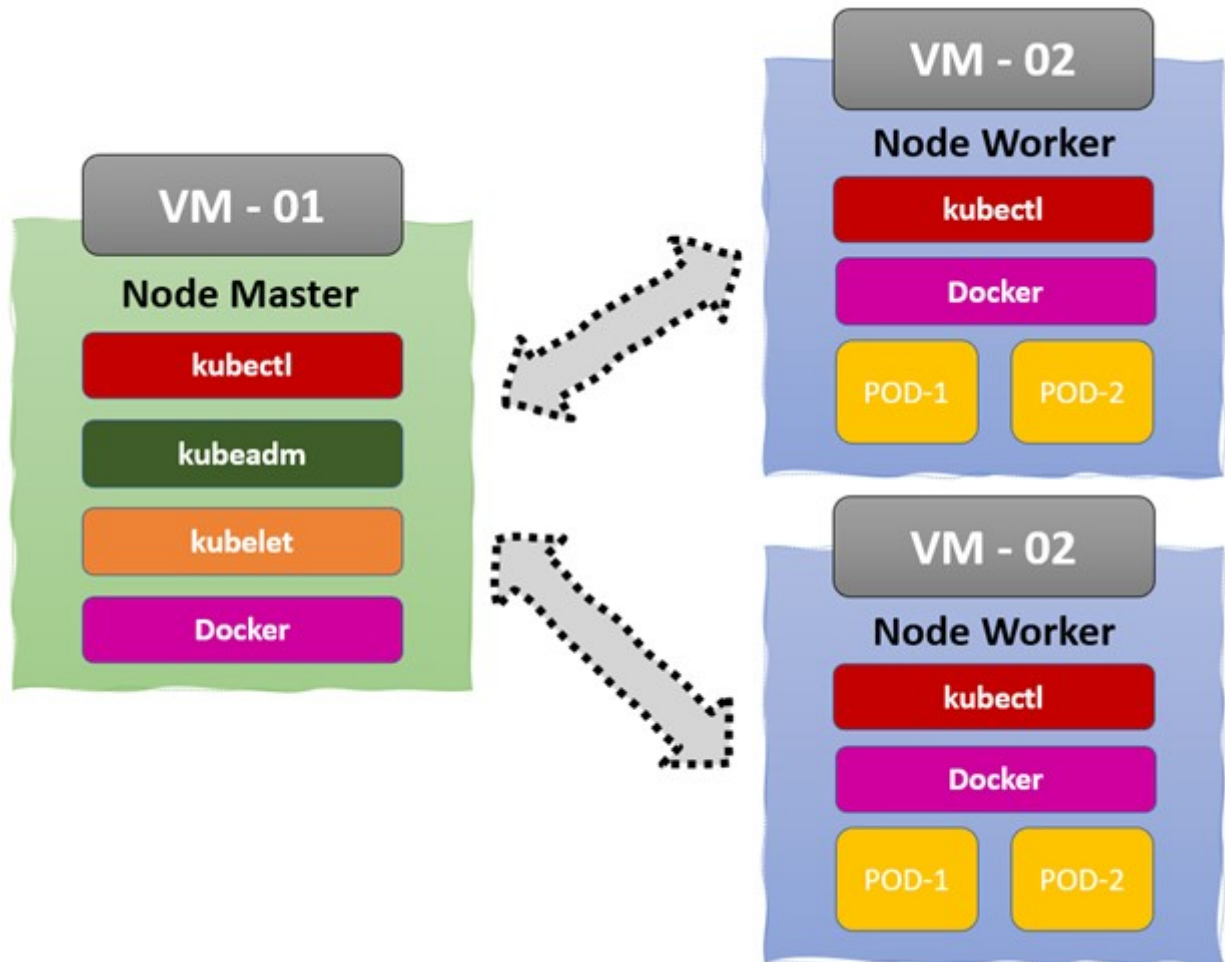 VM - 01
Node Master
kubectl
kubeadm
kubelet
Docker
VM - 02
Node Worker
kubectl
Docker
POD-1 POD-2
VM - 02
Node Worker
kubectl
Docker
POD-1 POD-2